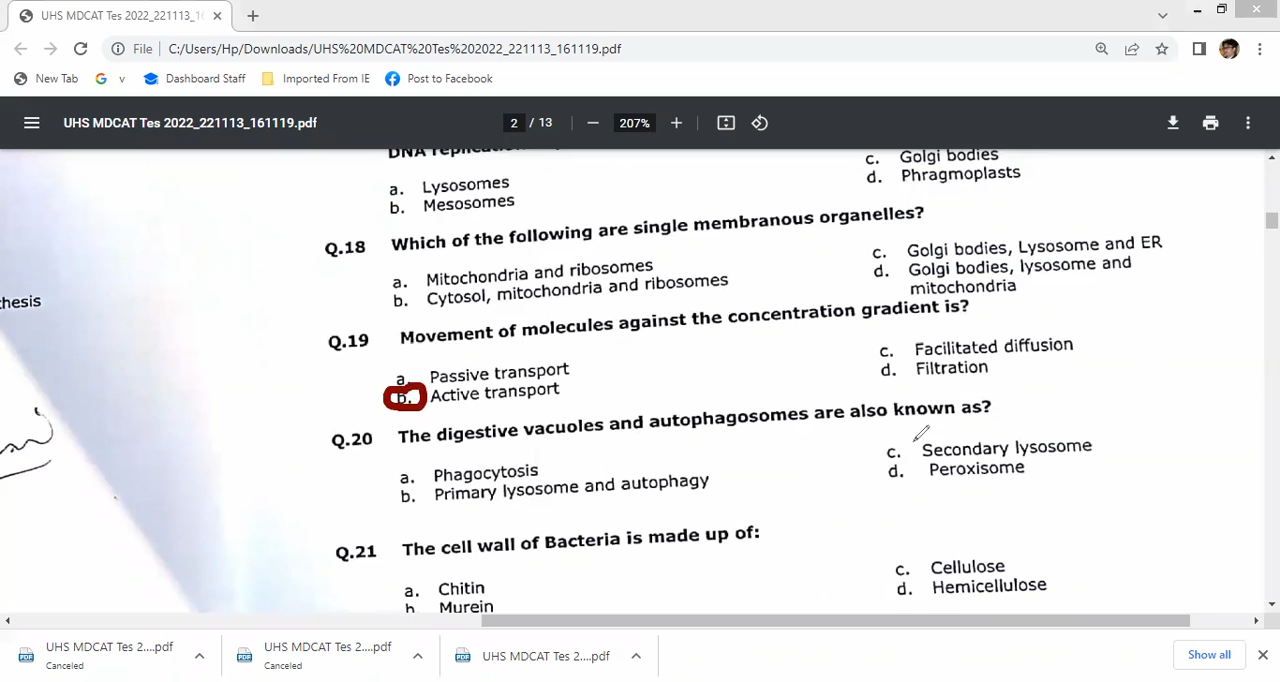 UHS MDCAT Tes 2022_221113_16
File C:/Users/Hp/Downloads/UHS%20MDCAT%20Tes%202022_221113_161119.pdf
New Tab G v Dashboard Staff Imported From IE Post to Facebook
UHS MDCAT Tes 2022_221113_161119.pdf 2 / 13 207%
DNA replication
a. Lysosomes
b. Mesosomes
c. Golgi bodies
d. Phragmoplasts
Q.18 Which of the following are single membranous organelles?
a. Mitochondria and ribosomes
b. Cytosol, mitochondria and ribosomes
c. Golgi bodies, Lysosome and ER
d. Golgi bodies, lysosome and
mitochondria
thesis
Q.19 Movement of molecules against the concentration gradient is?
a. Passive transport
b. Active transport
c. Facilitated diffusion
d. Filtration
Q.20 The digestive vacuoles and autophagosomes are also known as?
a. Phagocytosis
b. Primary lysosome and autophagy
c. Secondary lysosome
d. Peroxisome
Q.21 The cell wall of Bacteria is made up of:
a. Chitin
b Murein
c. Cellulose
d. Hemicellulose
UHS MDCAT Tes 2....pdf
Canceled
UHS MDCAT Tes 2....pdf
Canceled
UHS MDCAT Tes 2....pdf
Show all